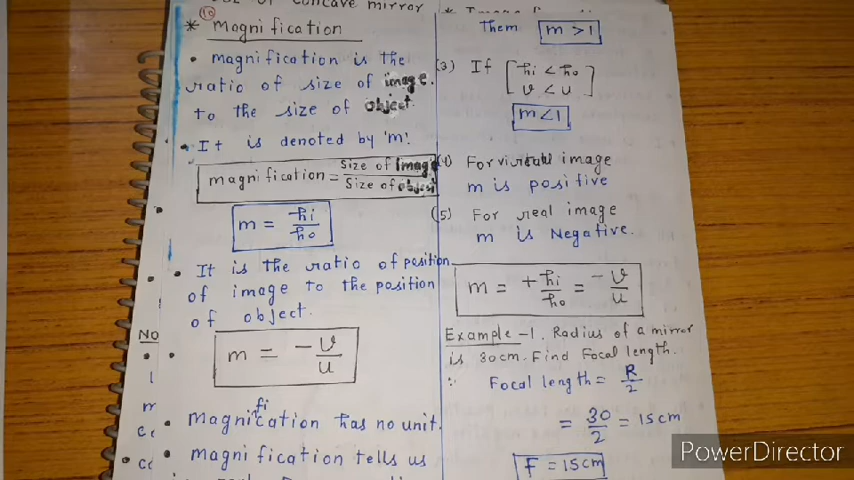 concave mirror
10
* Magnification
• magnification is the
ratio of size of image.
to the size of object.
• It is denoted by 'm'.
magnification = Size of Image / Size of object
m = hi/ho
• It is the ratio of position
of image to the position
of object.
m = -v/u
• magnification has no unit.
• magnification tells us
NO
Them m > 1
(3) If [hi < ho
v < u]
m < 1
(4) For virtual image
m is positive
(5) For real image
m is Negative.
m = +hi/ho = -v/u
Example -1. Radius of a mirror
is 30cm. Find Focal length.
∵ Focal length = R/2
= 30/2 = 15cm
F = 15cm
PowerDirector